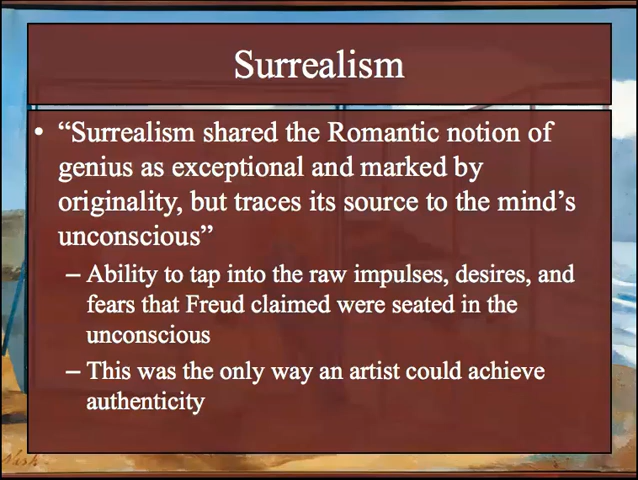 Surrealism
• “Surrealism shared the Romantic notion of
genius as exceptional and marked by
originality, but traces its source to the mind’s
unconscious”
– Ability to tap into the raw impulses, desires, and
fears that Freud claimed were seated in the
unconscious
– This was the only way an artist could achieve
authenticity
Nash